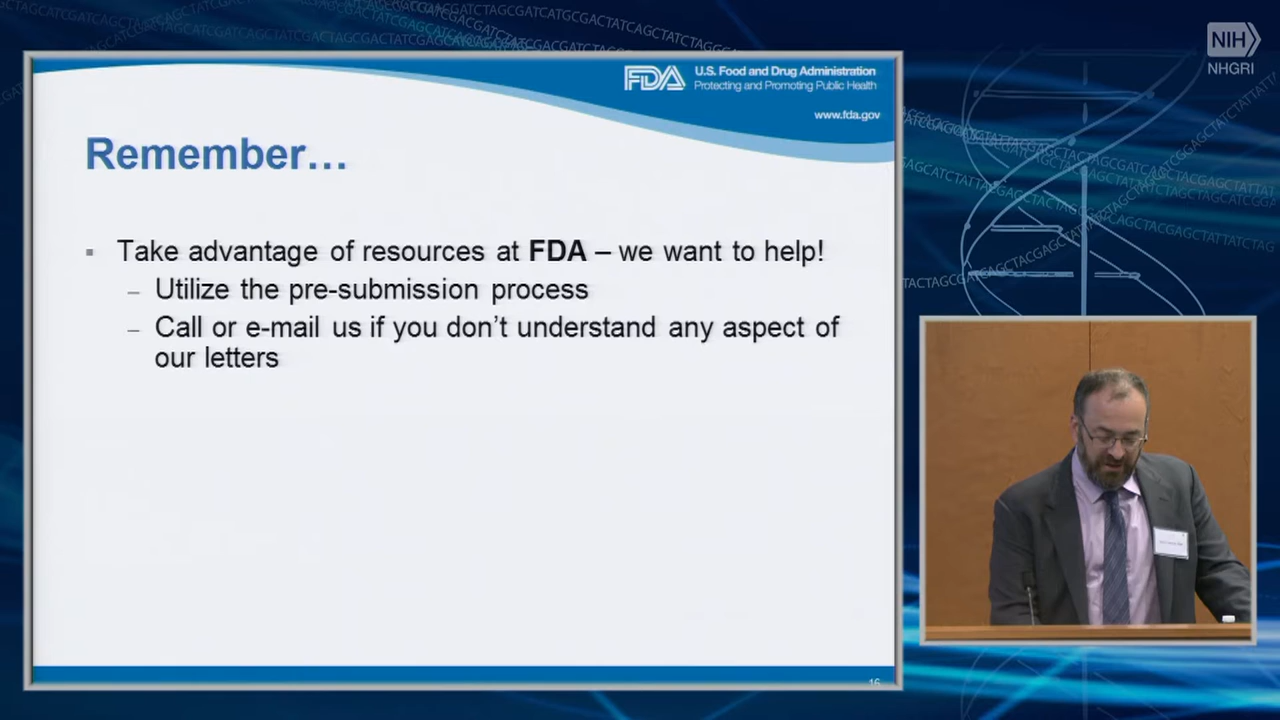 NIH
NHGRI
FDA
U.S. Food and Drug Administration
Protecting and Promoting Public Health
www.fda.gov
Remember…
▪ Take advantage of resources at FDA – we want to help!
– Utilize the pre-submission process
– Call or e-mail us if you don’t understand any aspect of
our letters
16